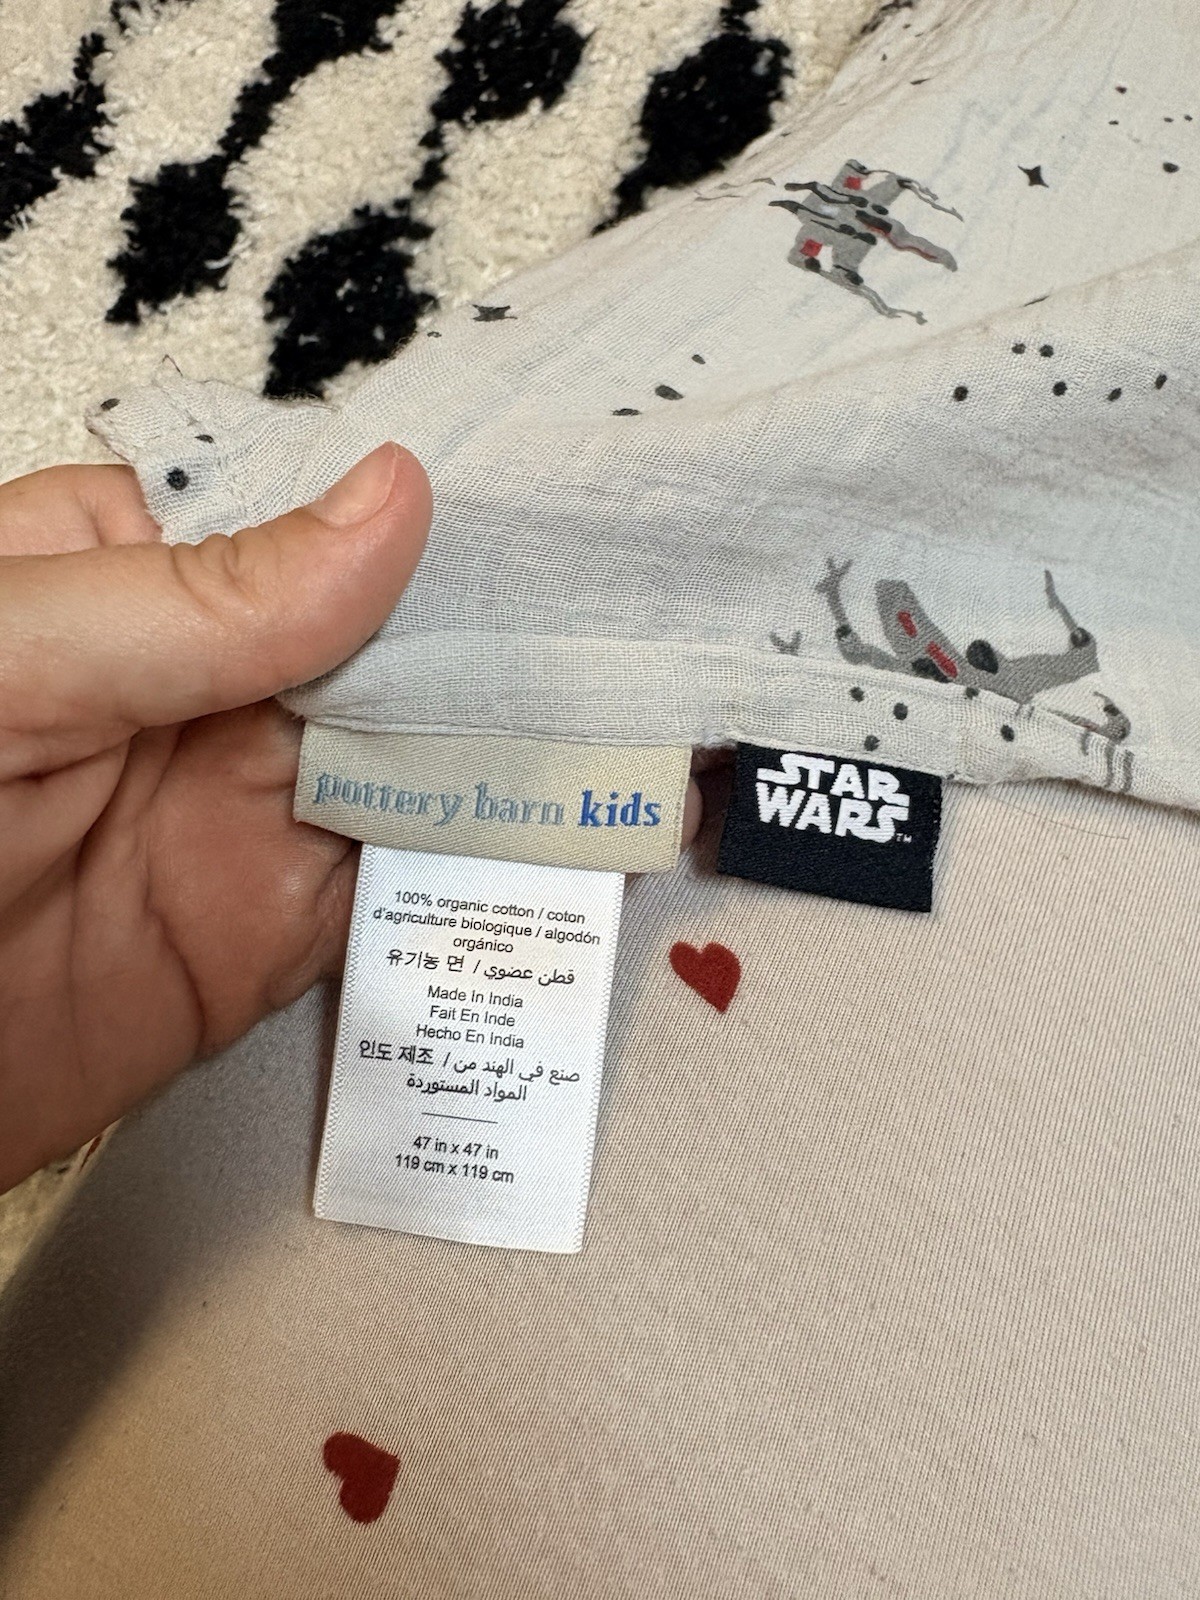 pottery barn kids
STAR
WARS™
100% organic cotton / coton
d'agriculture biologique / algodón
orgánico
유기농 면 / قطن عضوي
Made In India
Fait En Inde
Hecho En India
인도 제조 / صنع في الهند من
المواد المستوردة
47 in x 47 in
119 cm x 119 cm